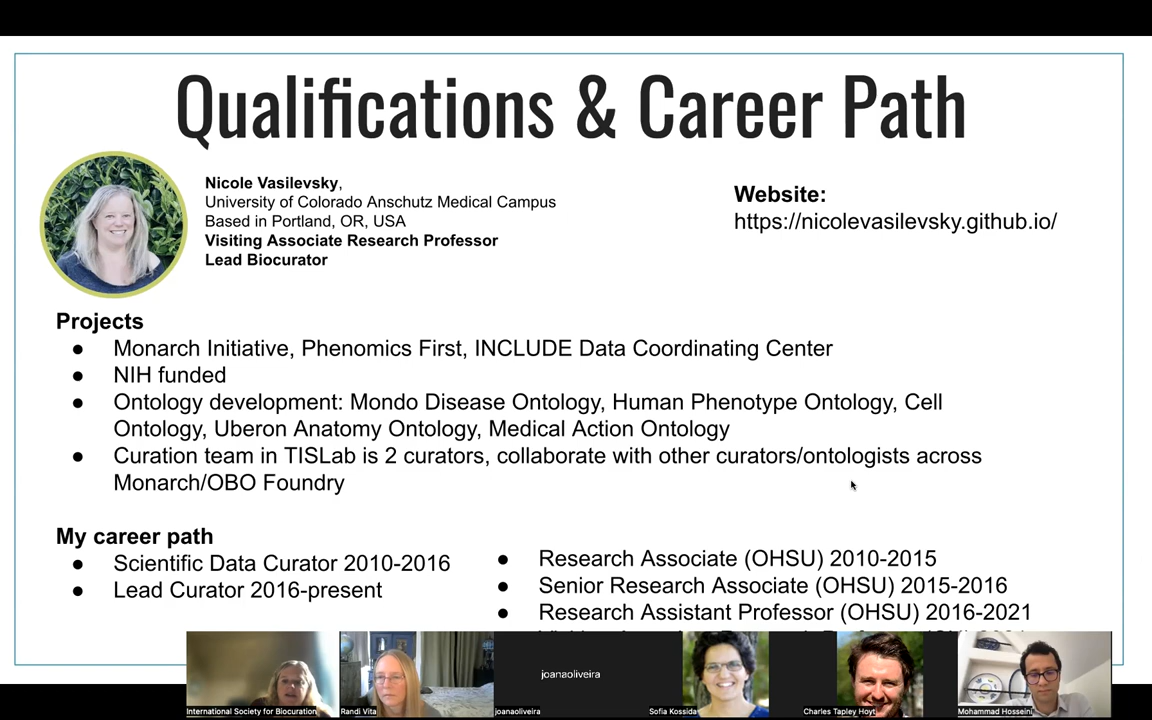 Qualifications & Career Path
Nicole Vasilevsky,
University of Colorado Anschutz Medical Campus
Based in Portland, OR, USA
Visiting Associate Research Professor
Lead Biocurator
Website:
https://nicolevasilevsky.github.io/
Projects
● Monarch Initiative, Phenomics First, INCLUDE Data Coordinating Center
● NIH funded
● Ontology development: Mondo Disease Ontology, Human Phenotype Ontology, Cell
Ontology, Uberon Anatomy Ontology, Medical Action Ontology
● Curation team in TISLab is 2 curators, collaborate with other curators/ontologists across
Monarch/OBO Foundry
My career path
● Scientific Data Curator 2010-2016
● Lead Curator 2016-present
● Research Associate (OHSU) 2010-2015
● Senior Research Associate (OHSU) 2015-2016
● Research Assistant Professor (OHSU) 2016-2021
joanaoliveira
International Society for Biocuration
Randi Vita
joanaoliveira
Sofia Kossida
Charles Tapley Hoyt
Mohammad Hosseini